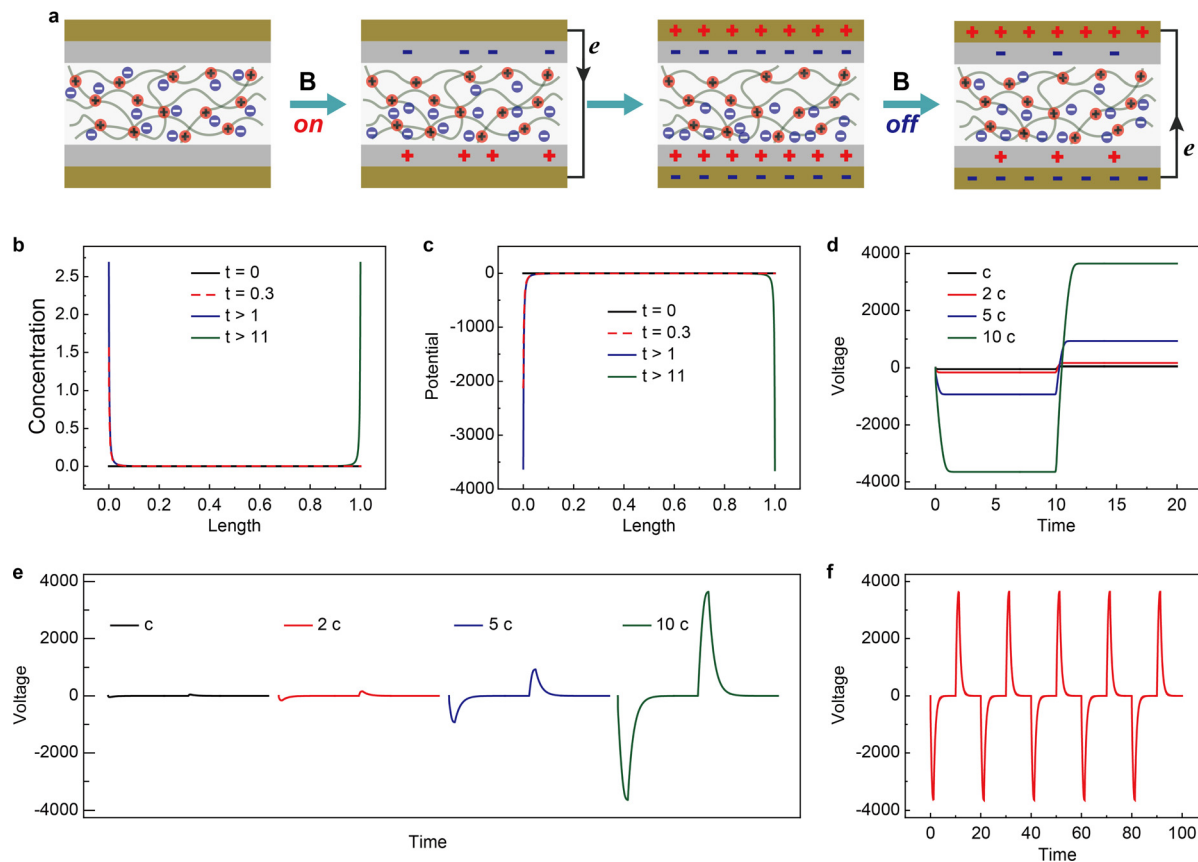 a
B
on
e
B
off
e
b
Concentration
2.5
2.0
1.5
1.0
0.5
0.0
t = 0
t = 0.3
t > 1
t > 11
0.0 0.2 0.4 0.6 0.8 1.0
Length
c
Potential
0
-1000
-2000
-3000
-4000
t = 0
t = 0.3
t > 1
t > 11
0.0 0.2 0.4 0.6 0.8 1.0
Length
d
Voltage
4000
2000
0
-2000
-4000
c
2 c
5 c
10 c
0 5 10 15 20
Time
e
Voltage
4000
2000
0
-2000
-4000
c 2 c 5 c 10 c
Time
f
Voltage
4000
2000
0
-2000
-4000
0 20 40 60 80 100
Time